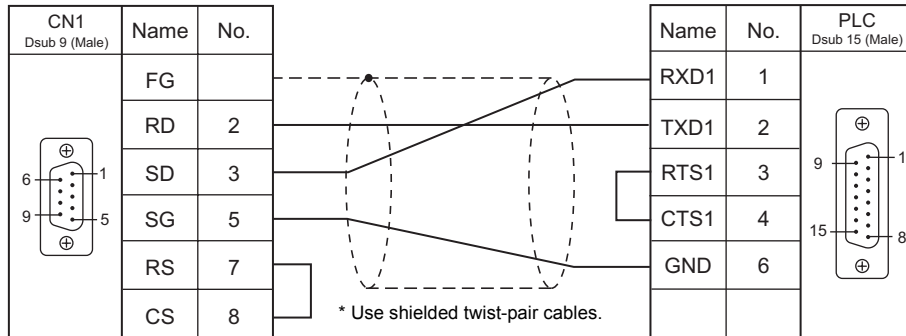 CN1
Dsub 9 (Male)
Name
No.
FG
RD
2
SD
3
SG
5
RS
7
CS
8
6
1
9
5
* Use shielded twist-pair cables.
Name
No.
PLC
Dsub 15 (Male)
RXD1
1
TXD1
2
RTS1
3
CTS1
4
GND
6
9
1
15
8